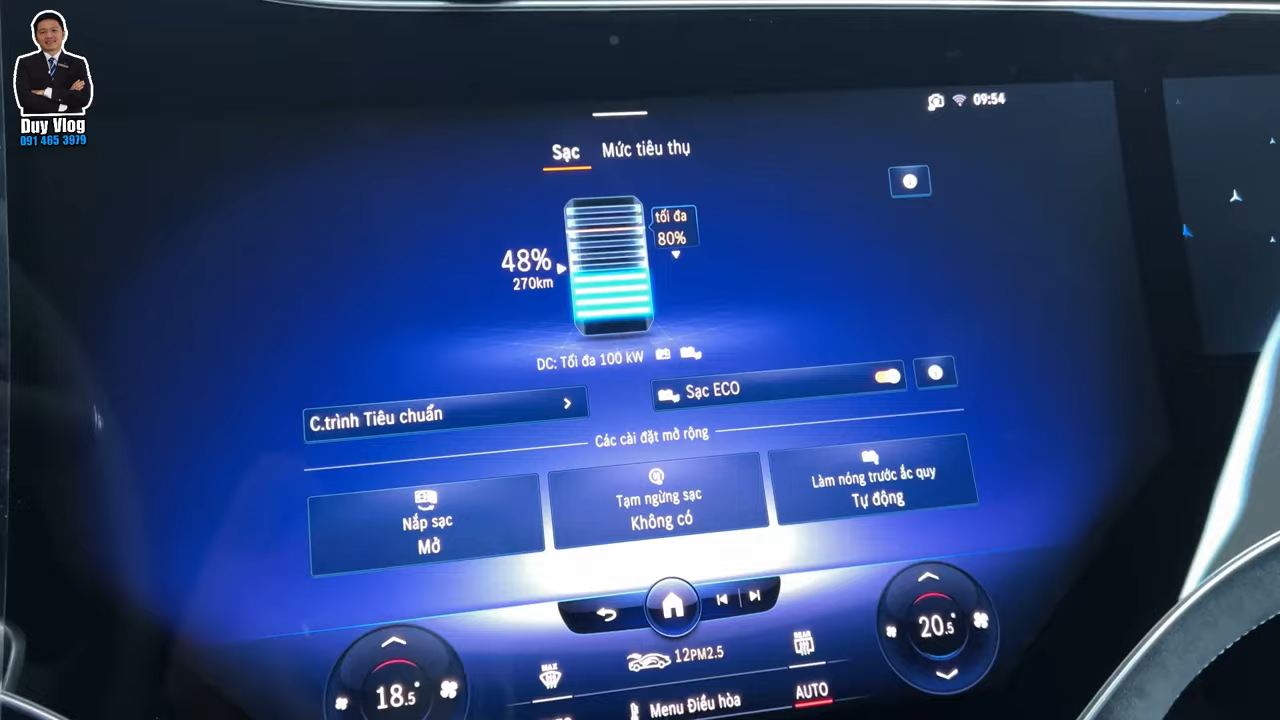 Duy Vlog
091 465 3979
09:54
Sạc
Mức tiêu thụ
tối đa
80%
48%
270km
DC: Tối đa 100 kW
C.trình Tiêu chuẩn
Sạc ECO
Các cài đặt mở rộng
Nắp sạc
Mở
Tạm ngừng sạc
Không có
Làm nóng trước ắc quy
Tự động
18.5°
MAX
12PM2.5
REAR
20.5°
Menu Điều hòa
AUTO